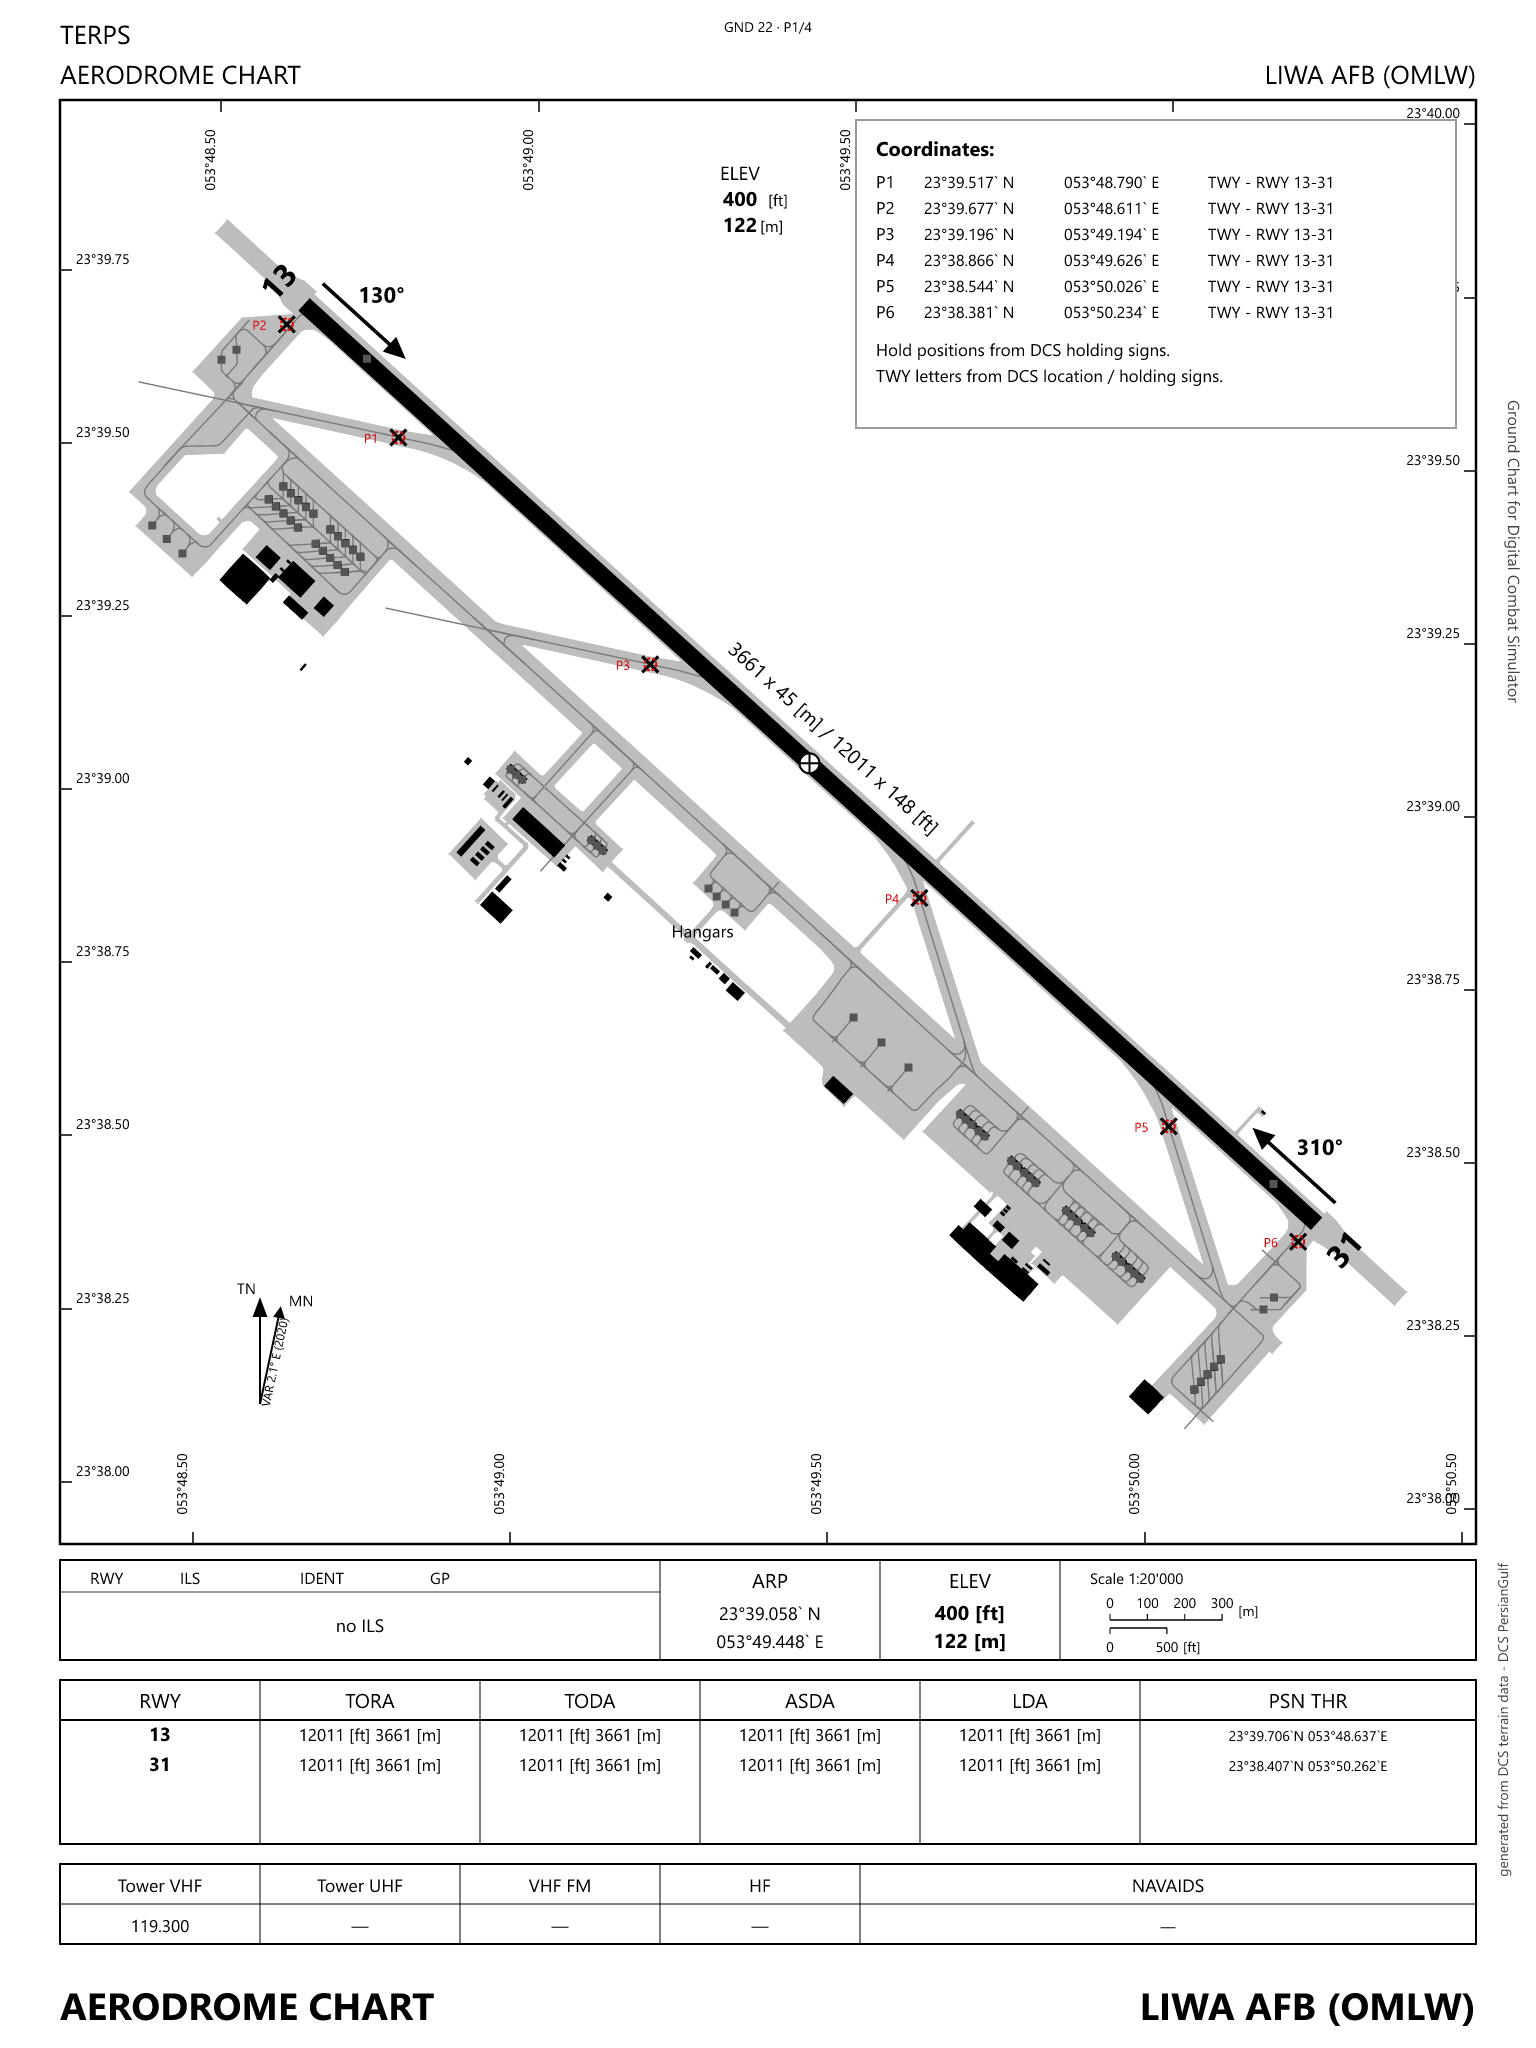 GND 22 · P1/4
TERPS
AERODROME CHART
LIWA AFB (OMLW)
053°48.50
053°49.00
053°49.50
23°40.00
ELEV
400 [ft]
122 [m]
Coordinates:
P1 23°39.517` N 053°48.790` E TWY - RWY 13-31
P2 23°39.677` N 053°48.611` E TWY - RWY 13-31
P3 23°39.196` N 053°49.194` E TWY - RWY 13-31
P4 23°38.866` N 053°49.626` E TWY - RWY 13-31
P5 23°38.544` N 053°50.026` E TWY - RWY 13-31
P6 23°38.381` N 053°50.234` E TWY - RWY 13-31
Hold positions from DCS holding signs.
TWY letters from DCS location / holding signs.
23°39.75
13
130°
P2
23°39.50
P1
23°39.50
23°39.25
23°39.25
P3
3661 x 45 [m] / 12011 x 148 [ft]
23°39.00
23°39.00
P4
Hangars
23°38.75
23°38.75
23°38.50
P5
310°
23°38.50
P6
31
TN
MN
VAR 2.1° E (2020)
23°38.25
23°38.25
23°38.00
053°48.50
053°49.00
053°49.50
053°50.00
053°50.50
23°38.00
Ground Chart for Digital Combat Simulator
RWY ILS IDENT GP
no ILS
ARP
23°39.058` N
053°49.448` E
ELEV
400 [ft]
122 [m]
Scale 1:20'000
0 100 200 300 [m]
0 500 [ft]
RWY TORA TODA ASDA LDA PSN THR
13 12011 [ft] 3661 [m] 12011 [ft] 3661 [m] 12011 [ft] 3661 [m] 12011 [ft] 3661 [m] 23°39.706`N 053°48.637`E
31 12011 [ft] 3661 [m] 12011 [ft] 3661 [m] 12011 [ft] 3661 [m] 12011 [ft] 3661 [m] 23°38.407`N 053°50.262`E
generated from DCS terrain data - DCS PersianGulf
Tower VHF Tower UHF VHF FM HF NAVAIDS
119.300 — — — —
AERODROME CHART
LIWA AFB (OMLW)